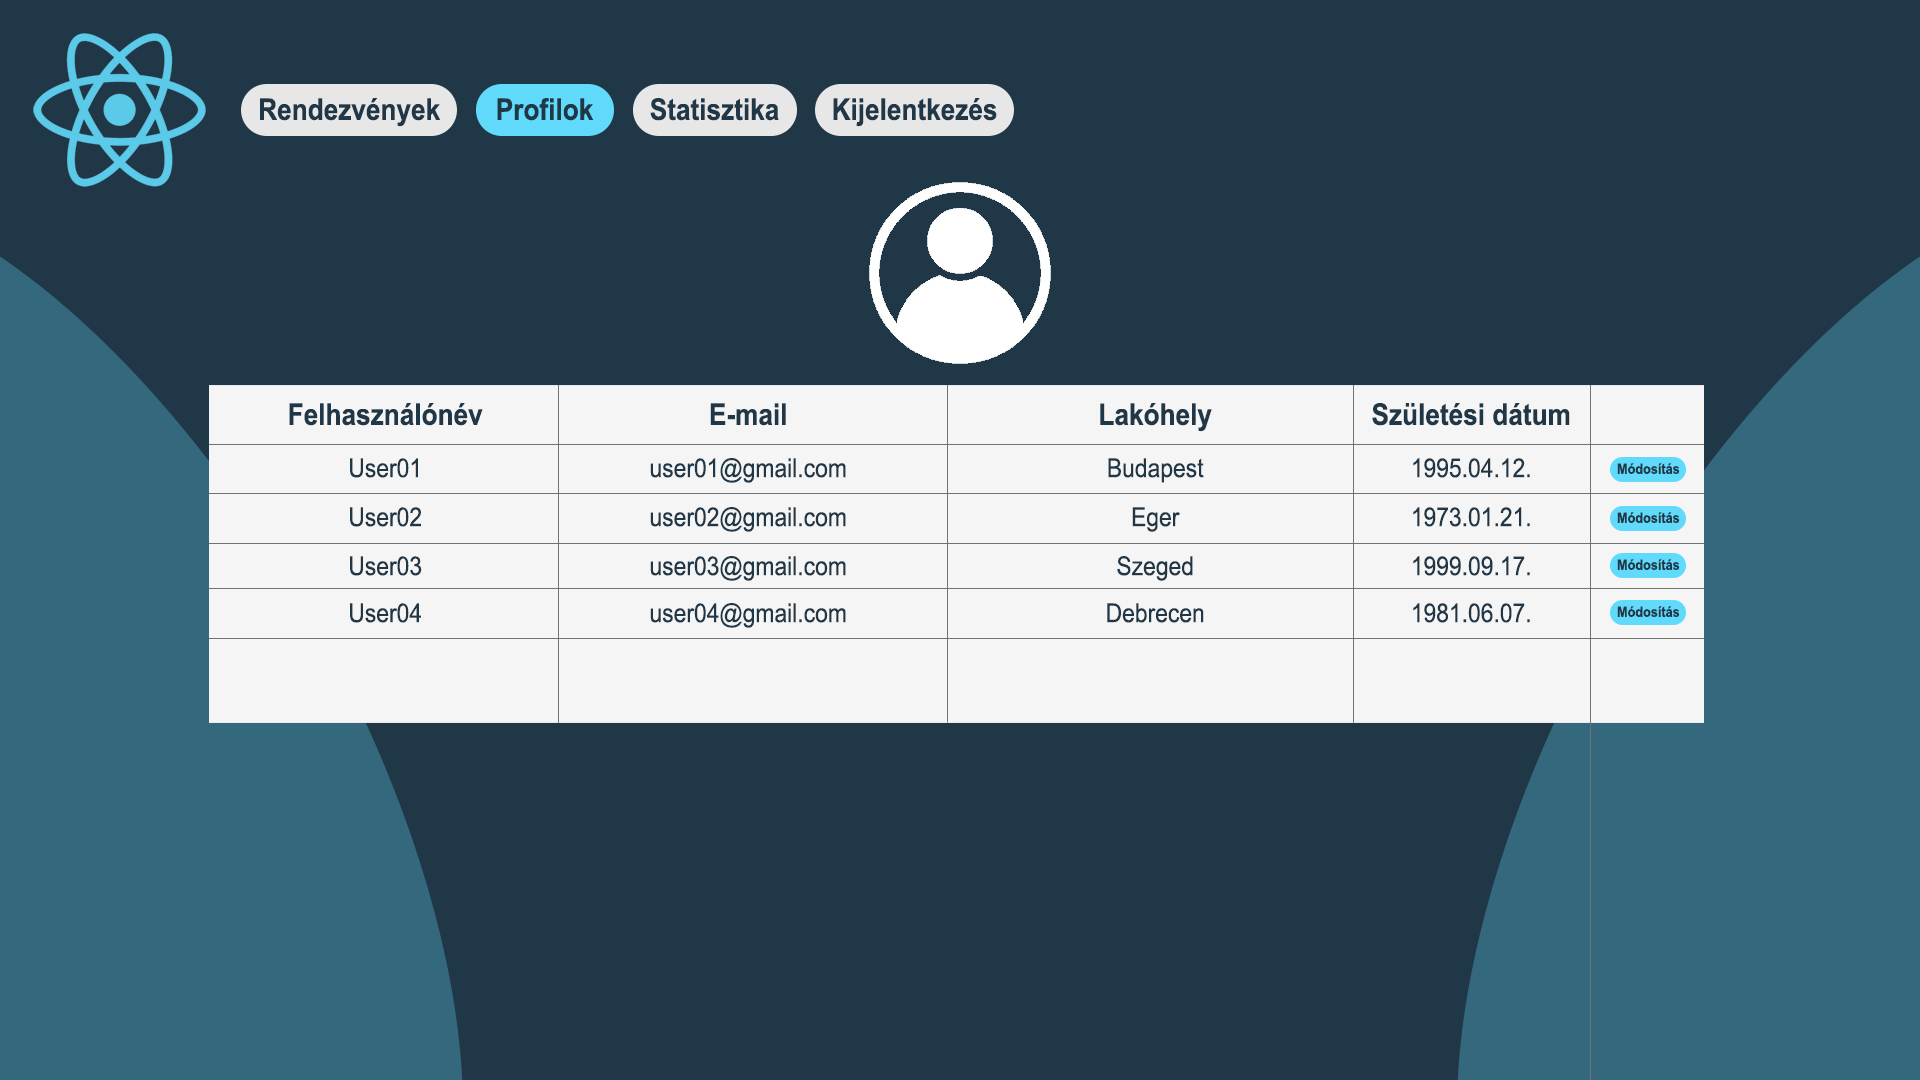 Rendezvények Profilok Statisztika Kijelentkezés
Felhasználónév E-mail Lakóhely Születési dátum
User01 user01@gmail.com Budapest 1995.04.12. Módosítás
User02 user02@gmail.com Eger 1973.01.21. Módosítás
User03 user03@gmail.com Szeged 1999.09.17. Módosítás
User04 user04@gmail.com Debrecen 1981.06.07. Módosítás